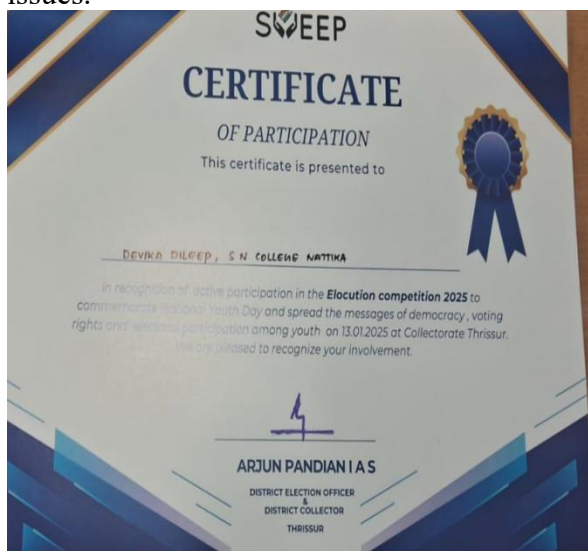 issues.
SWEEP
CERTIFICATE
OF PARTICIPATION
This certificate is presented to
DEVIKA DILEEP, S N COLLEGE NATTIKA
In recognition of active participation in the Elocution competition 2025 to
commemorate National Youth Day and spread the messages of democracy, voting
rights and electoral participation among youth on 13.01.2025 at Collectorate Thrissur.
We are pleased to recognize your involvement.
ARJUN PANDIAN I A S
DISTRICT ELECTION OFFICER
&
DISTRICT COLLECTOR
THRISSUR